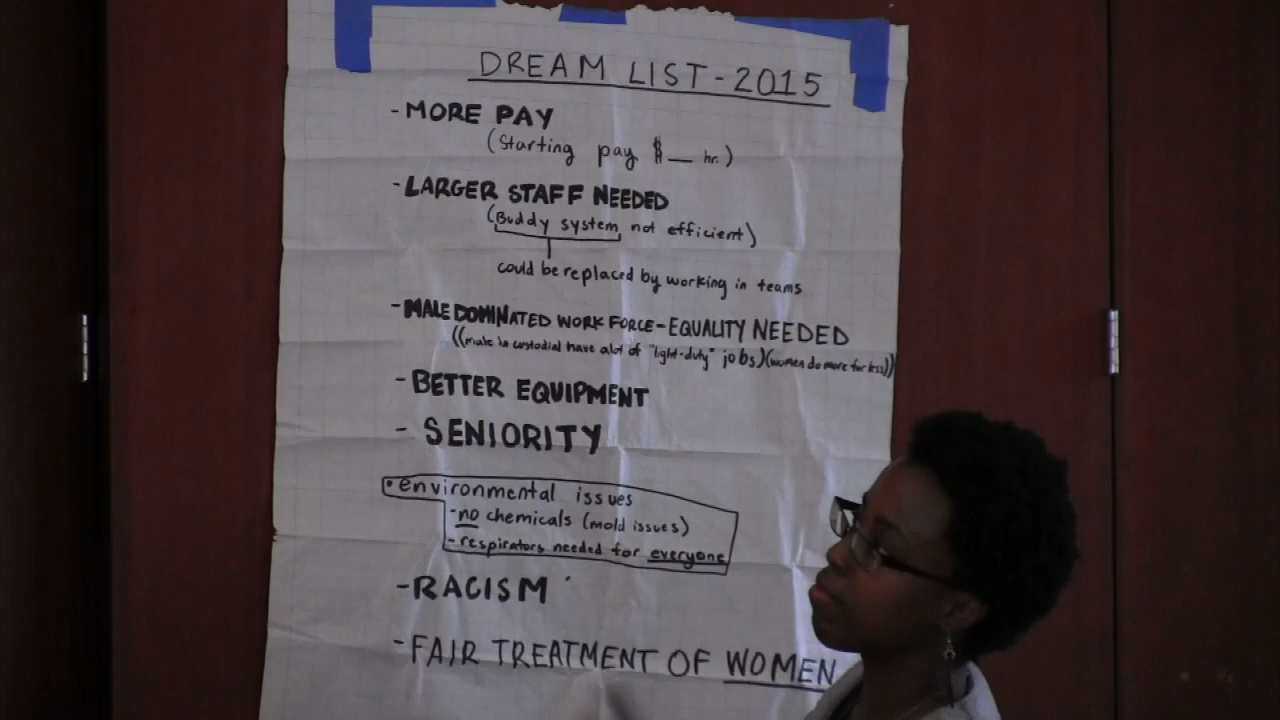 DREAM LIST - 2015
- MORE PAY
(Starting pay $__ hr.)
- LARGER STAFF NEEDED
(Buddy system not efficient)
could be replaced by working in teams
- MALE DOMINATED WORK FORCE - EQUALITY NEEDED
((male in custodial have alot of "light-duty" jobs)(women do more for less))
- BETTER EQUIPMENT
- SENIORITY
• environmental issues
- no chemicals (mold issues)
- respirators needed for everyone
- RACISM
- FAIR TREATMENT OF WOMEN